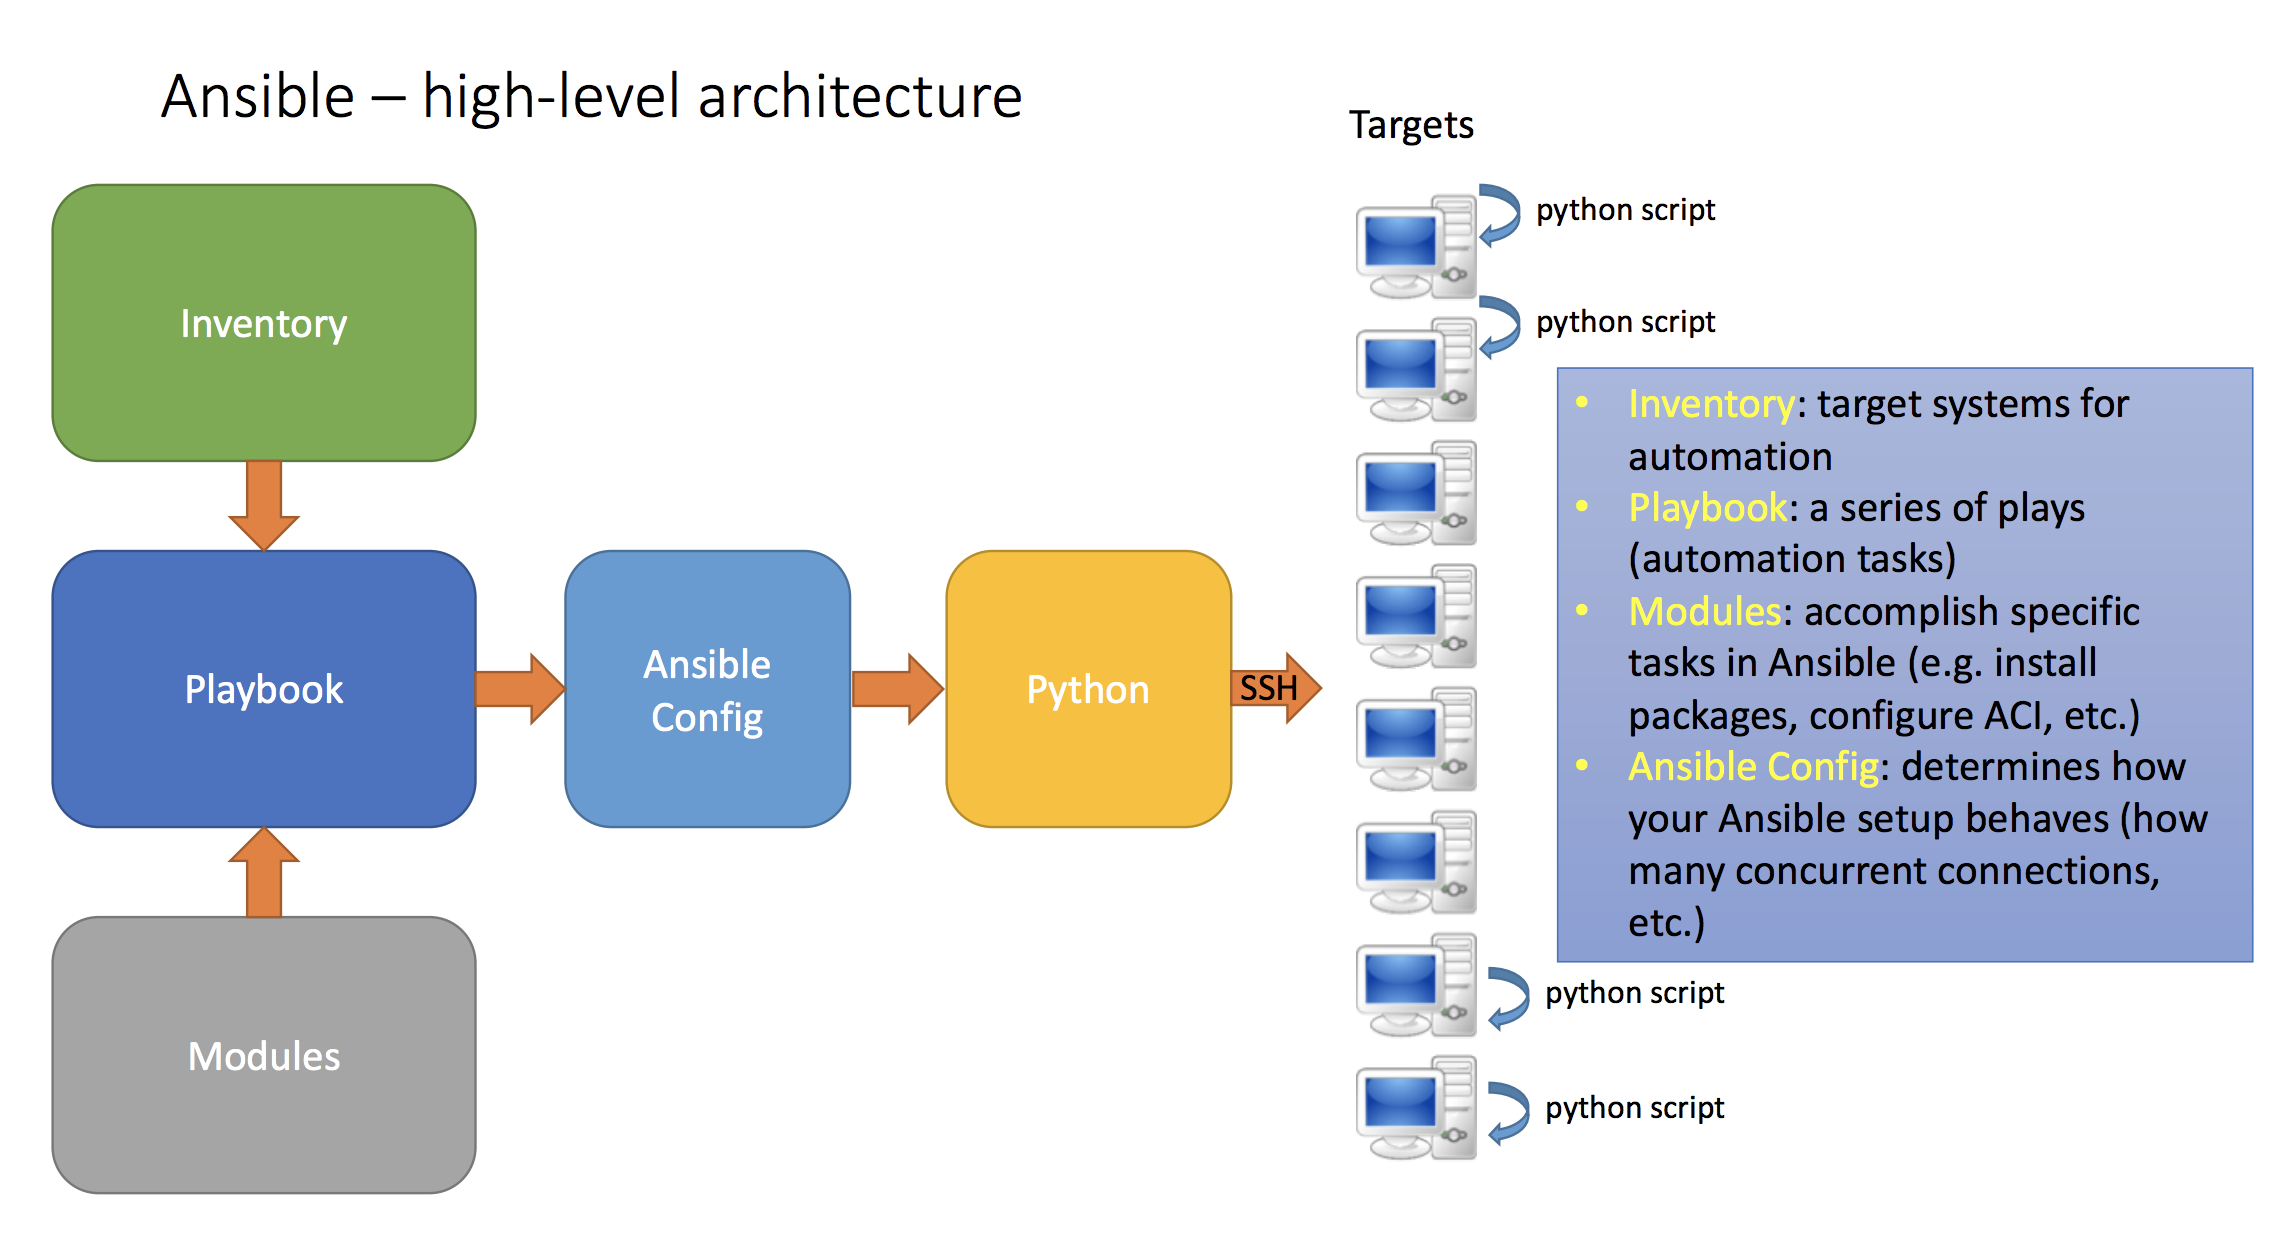 Ansible – high-level architecture
Targets
Inventory
Playbook
Modules
Ansible
Config
Python
SSH
python script
python script
• Inventory: target systems for
automation
• Playbook: a series of plays
(automation tasks)
• Modules: accomplish specific
tasks in Ansible (e.g. install
packages, configure ACI, etc.)
• Ansible Config: determines how
your Ansible setup behaves (how
many concurrent connections,
etc.)
python script
python script